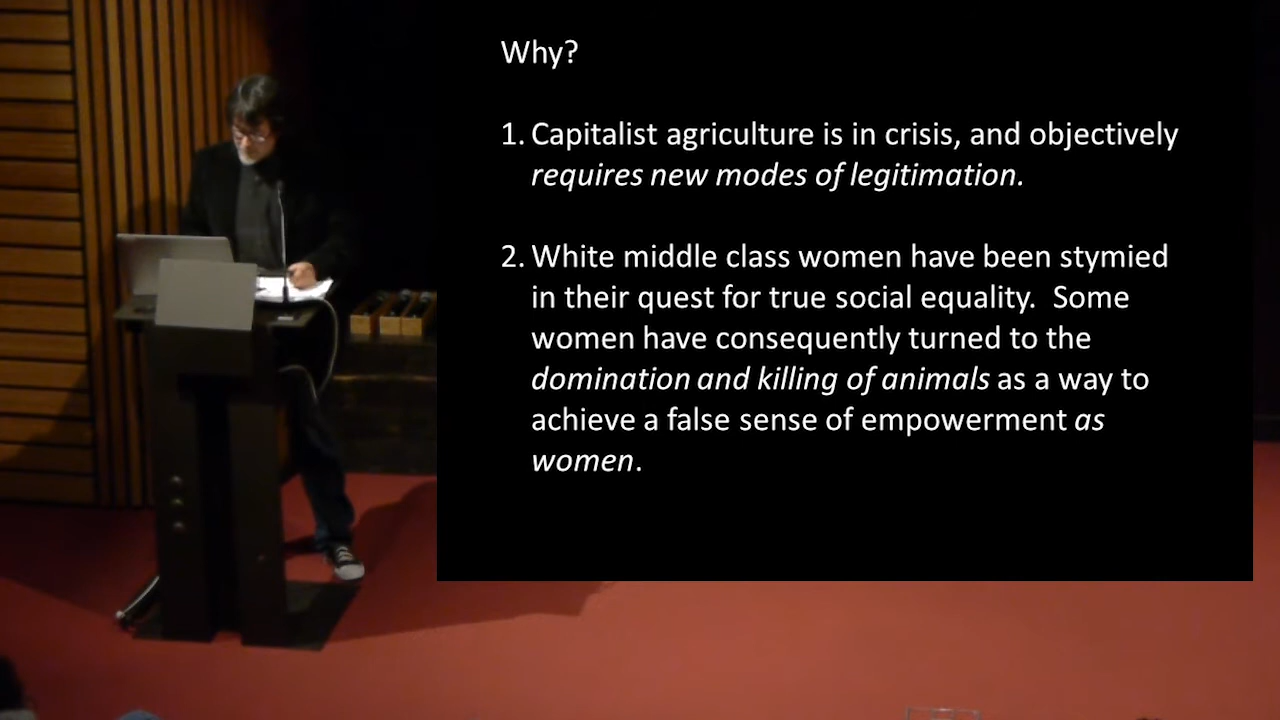 Why?
1. Capitalist agriculture is in crisis, and objectively
requires new modes of legitimation.
2. White middle class women have been stymied
in their quest for true social equality.  Some
women have consequently turned to the
domination and killing of animals as a way to
achieve a false sense of empowerment as
women.